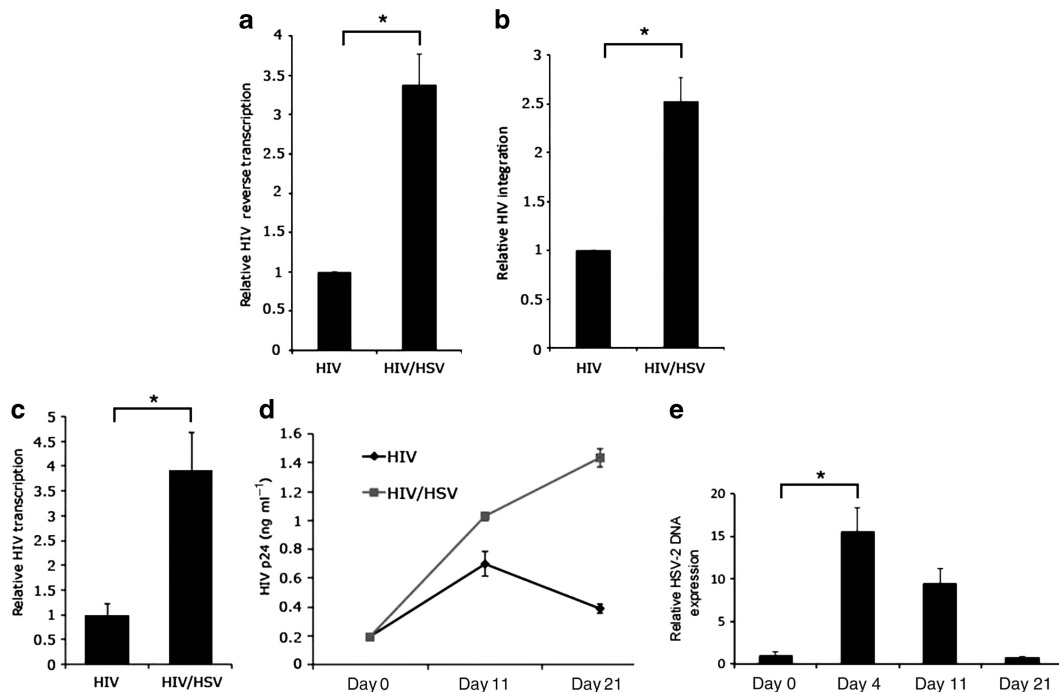 a
*
Relative HIV reverse transcription
4
3.5
3
2.5
2
1.5
1
0.5
0
HIV
HIV/HSV
b
*
Relative HIV integration
3
2.5
2
1.5
1
0.5
0
HIV
HIV/HSV
c
*
Relative HIV transcription
5
4.5
4
3.5
3
2.5
2
1.5
1
0.5
0
HIV
HIV/HSV
d
HIV p24 (ng ml⁻¹)
1.6
1.4
1.2
1
0.8
0.6
0.4
0.2
0
HIV
HIV/HSV
Day 0
Day 11
Day 21
e
*
Relative HSV-2 DNA
expression
20
15
10
5
0
Day 0
Day 4
Day 11
Day 21